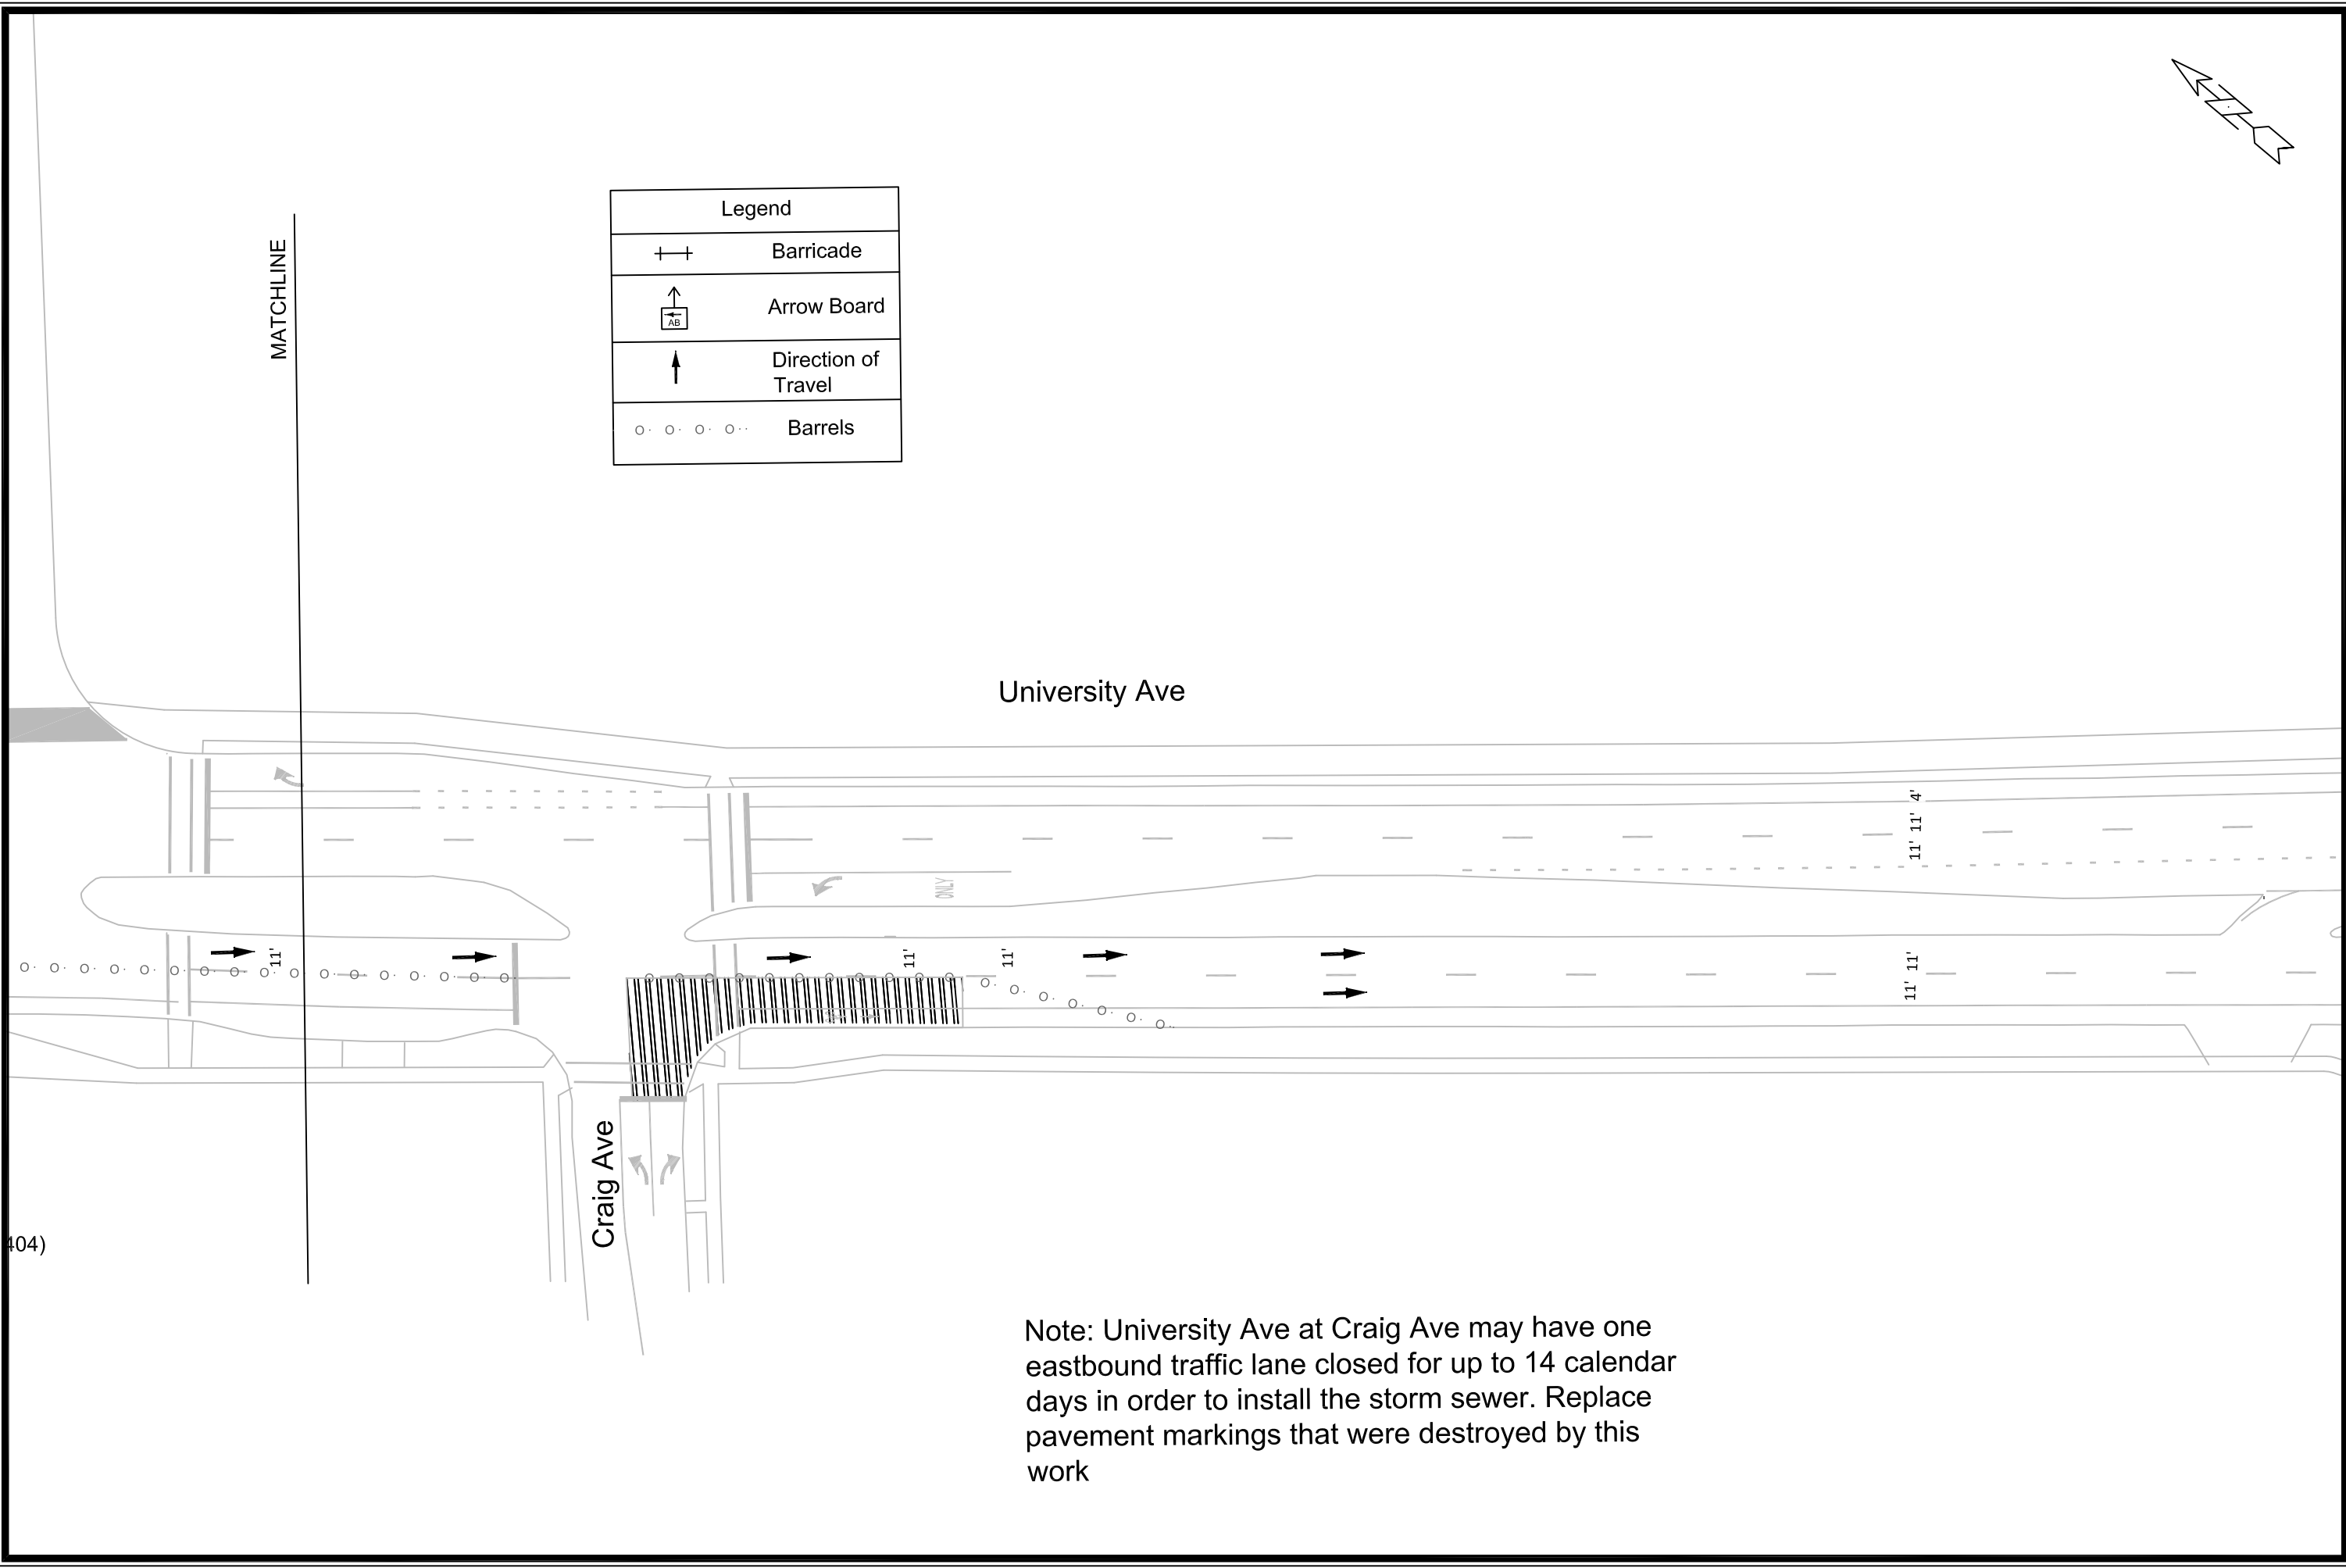 MATCHLINE
Legend
Barricade
AB
Arrow Board
Direction of
Travel
O O O O
Barrels
University Ave
4'
11'
11'
ONLY
11'
11'
11'
11'
11'
Craig Ave
404)
Note: University Ave at Craig Ave may have one
eastbound traffic lane closed for up to 14 calendar
days in order to install the storm sewer. Replace
pavement markings that were destroyed by this
work